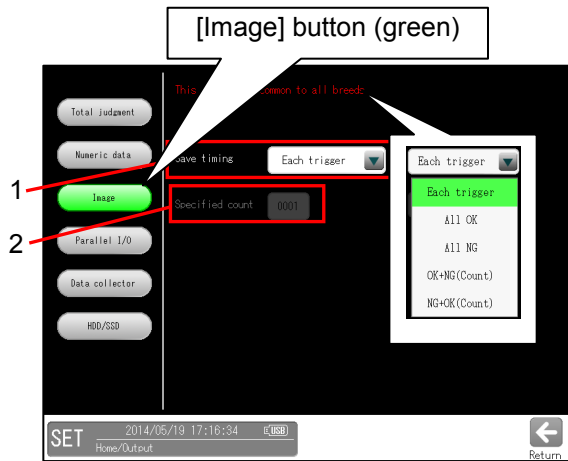 [Image] button (green)
This
common to all breeds
Total judgment
Numeric data
Save timing
Each trigger
Each trigger
1
Image
Specified count
0001
Each trigger
All OK
2
Parallel I/O
All NG
Data collector
OK+NG(Count)
NG+OK(Count)
HDD/SSD
SET
2014/05/19 17:16:34
USB
Home/Output
Return